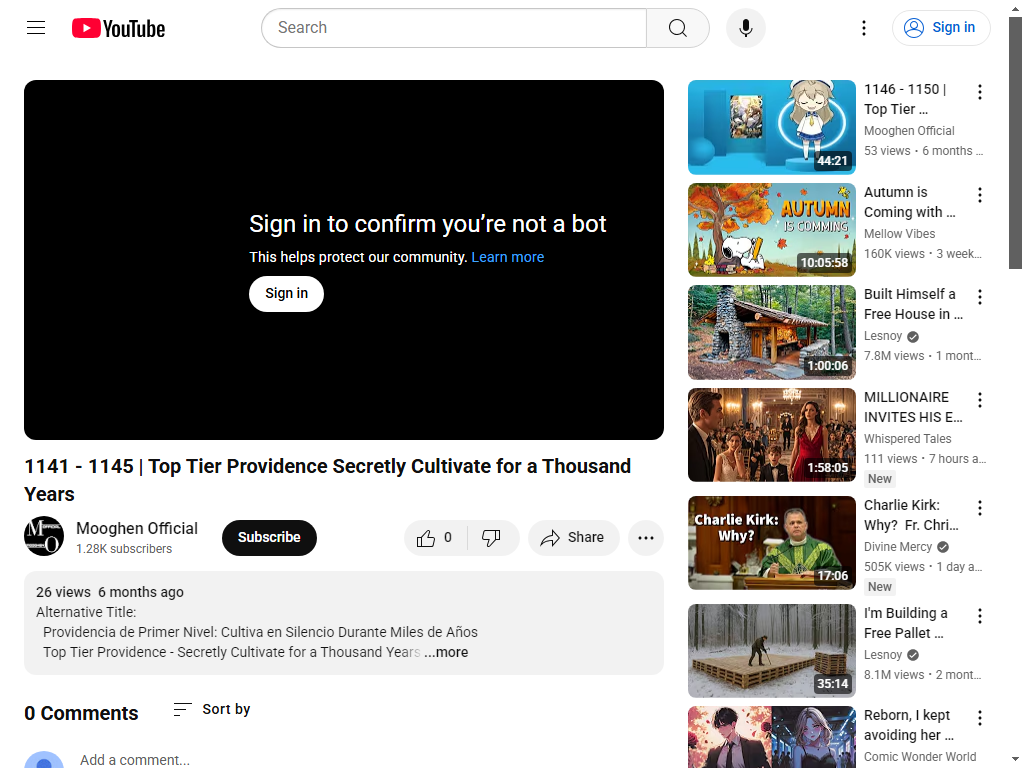 YouTube
Search
Sign in
Sign in to confirm you're not a bot
This helps protect our community. Learn more
Sign in
1141 - 1145 | Top Tier Providence Secretly Cultivate for a Thousand
Years
Mooghen Official
1.28K subscribers
Subscribe
0
Share
26 views 6 months ago
Alternative Title:
Providencia de Primer Nivel: Cultiva en Silencio Durante Miles de Años
Top Tier Providence - Secretly Cultivate for a Thousand Years ...more
0 Comments
Sort by
Add a comment...
44:21
1146 - 1150 |
Top Tier ...
Mooghen Official
53 views • 6 months ...
AUTUMN
IS COMMING
10:05:58
Autumn is
Coming with ...
Mellow Vibes
160K views • 3 week...
1:00:06
Built Himself a
Free House in ...
Lesnoy
7.8M views • 1 mont...
1:58:05
MILLIONAIRE
INVITES HIS E...
Whispered Tales
111 views • 7 hours a...
New
Charlie Kirk:
Why?
17:06
Charlie Kirk:
Why? Fr. Chri...
Divine Mercy
505K views • 1 day a...
New
35:14
I'm Building a
Free Pallet ...
Lesnoy
8.1M views • 2 mont...
Reborn, I kept
avoiding her ...
Comic Wonder World